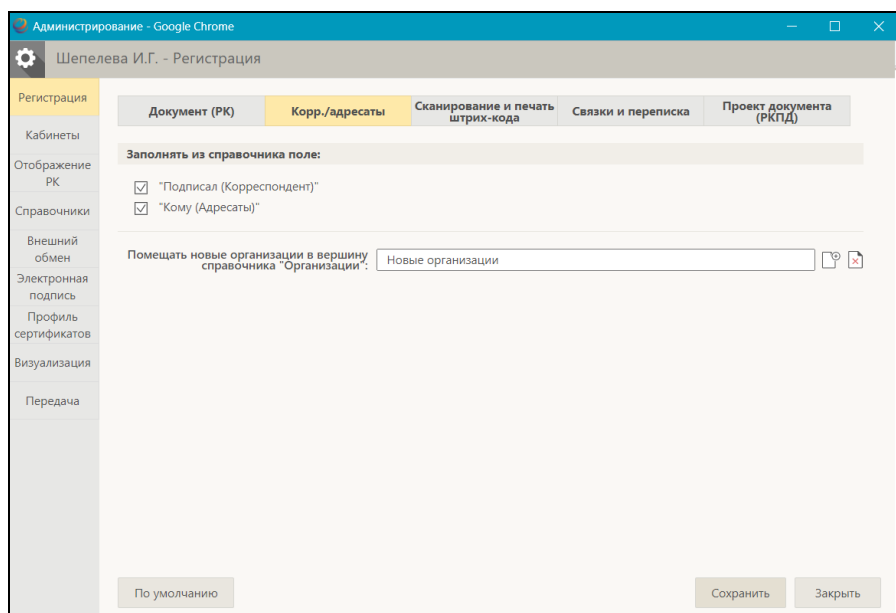 Администрирование - Google Chrome
Шепелева И.Г. - Регистрация
Регистрация
Кабинеты
Отображение
РК
Справочники
Внешний
обмен
Электронная
подпись
Профиль
сертификатов
Визуализация
Передача
Документ (РК)
Корр./адресаты
Сканирование и печать
штрих-кода
Связки и переписка
Проект документа
(РКПД)
Заполнять из справочника поле:
"Подписал (Корреспондент)"
"Кому (Адресаты)"
Помещать новые организации в вершину
справочника "Организации":
Новые организации
По умолчанию
Сохранить
Закрыть